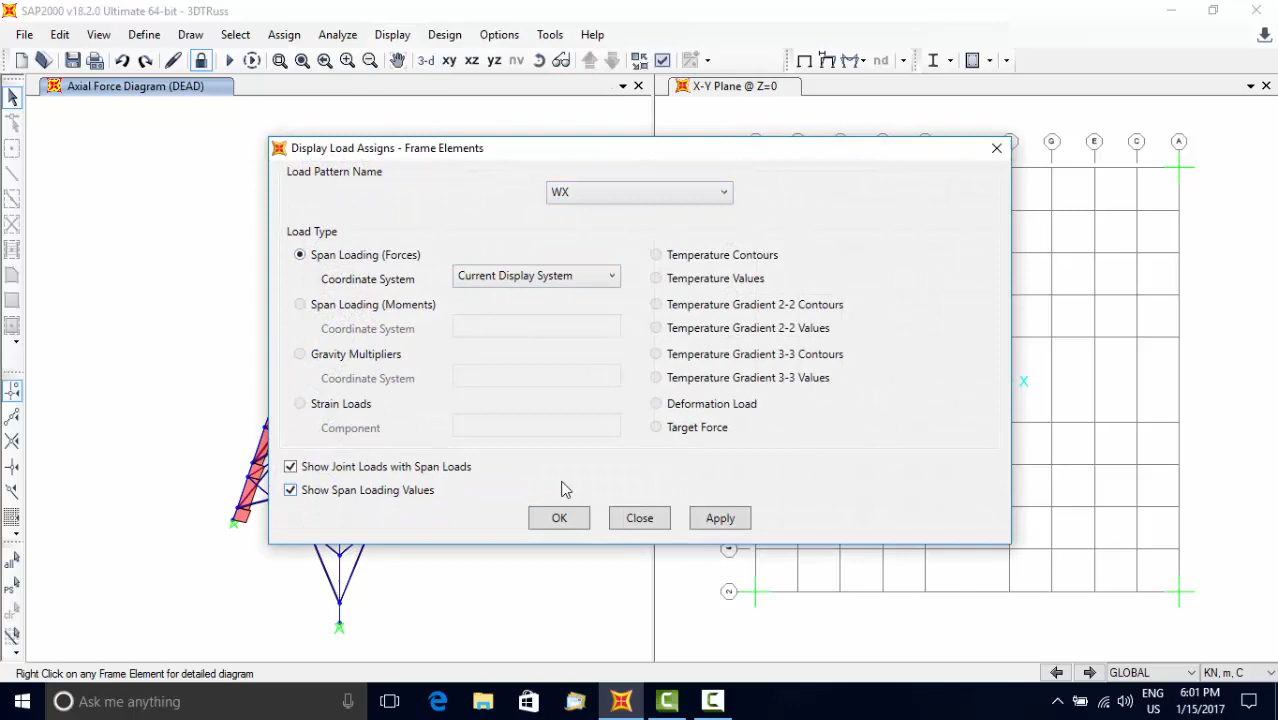 SAP2000 v18.2.0 Ultimate 64-bit - 3DTRuss
File Edit View Define Draw Select Assign Analyze Display Design Options Tools Help
3-d xy xz yz nv nd
Axial Force Diagram (DEAD)
X-Y Plane @ Z=0
Display Load Assigns - Frame Elements
G E C A
Load Pattern Name
WX
Load Type
Span Loading (Forces)
Temperature Contours
Coordinate System
Current Display System
Temperature Values
Span Loading (Moments)
Temperature Gradient 2-2 Contours
Coordinate System
Temperature Gradient 2-2 Values
Gravity Multipliers
Temperature Gradient 3-3 Contours
Coordinate System
Temperature Gradient 3-3 Values
X
Strain Loads
Deformation Load
Component
Target Force
Show Joint Loads with Span Loads
Show Span Loading Values
OK
Close
Apply
all
PS
clr
2
Right Click on any Frame Element for detailed diagram
GLOBAL
KN, m, C
Ask me anything
ENG
US
6:01 PM
1/15/2017